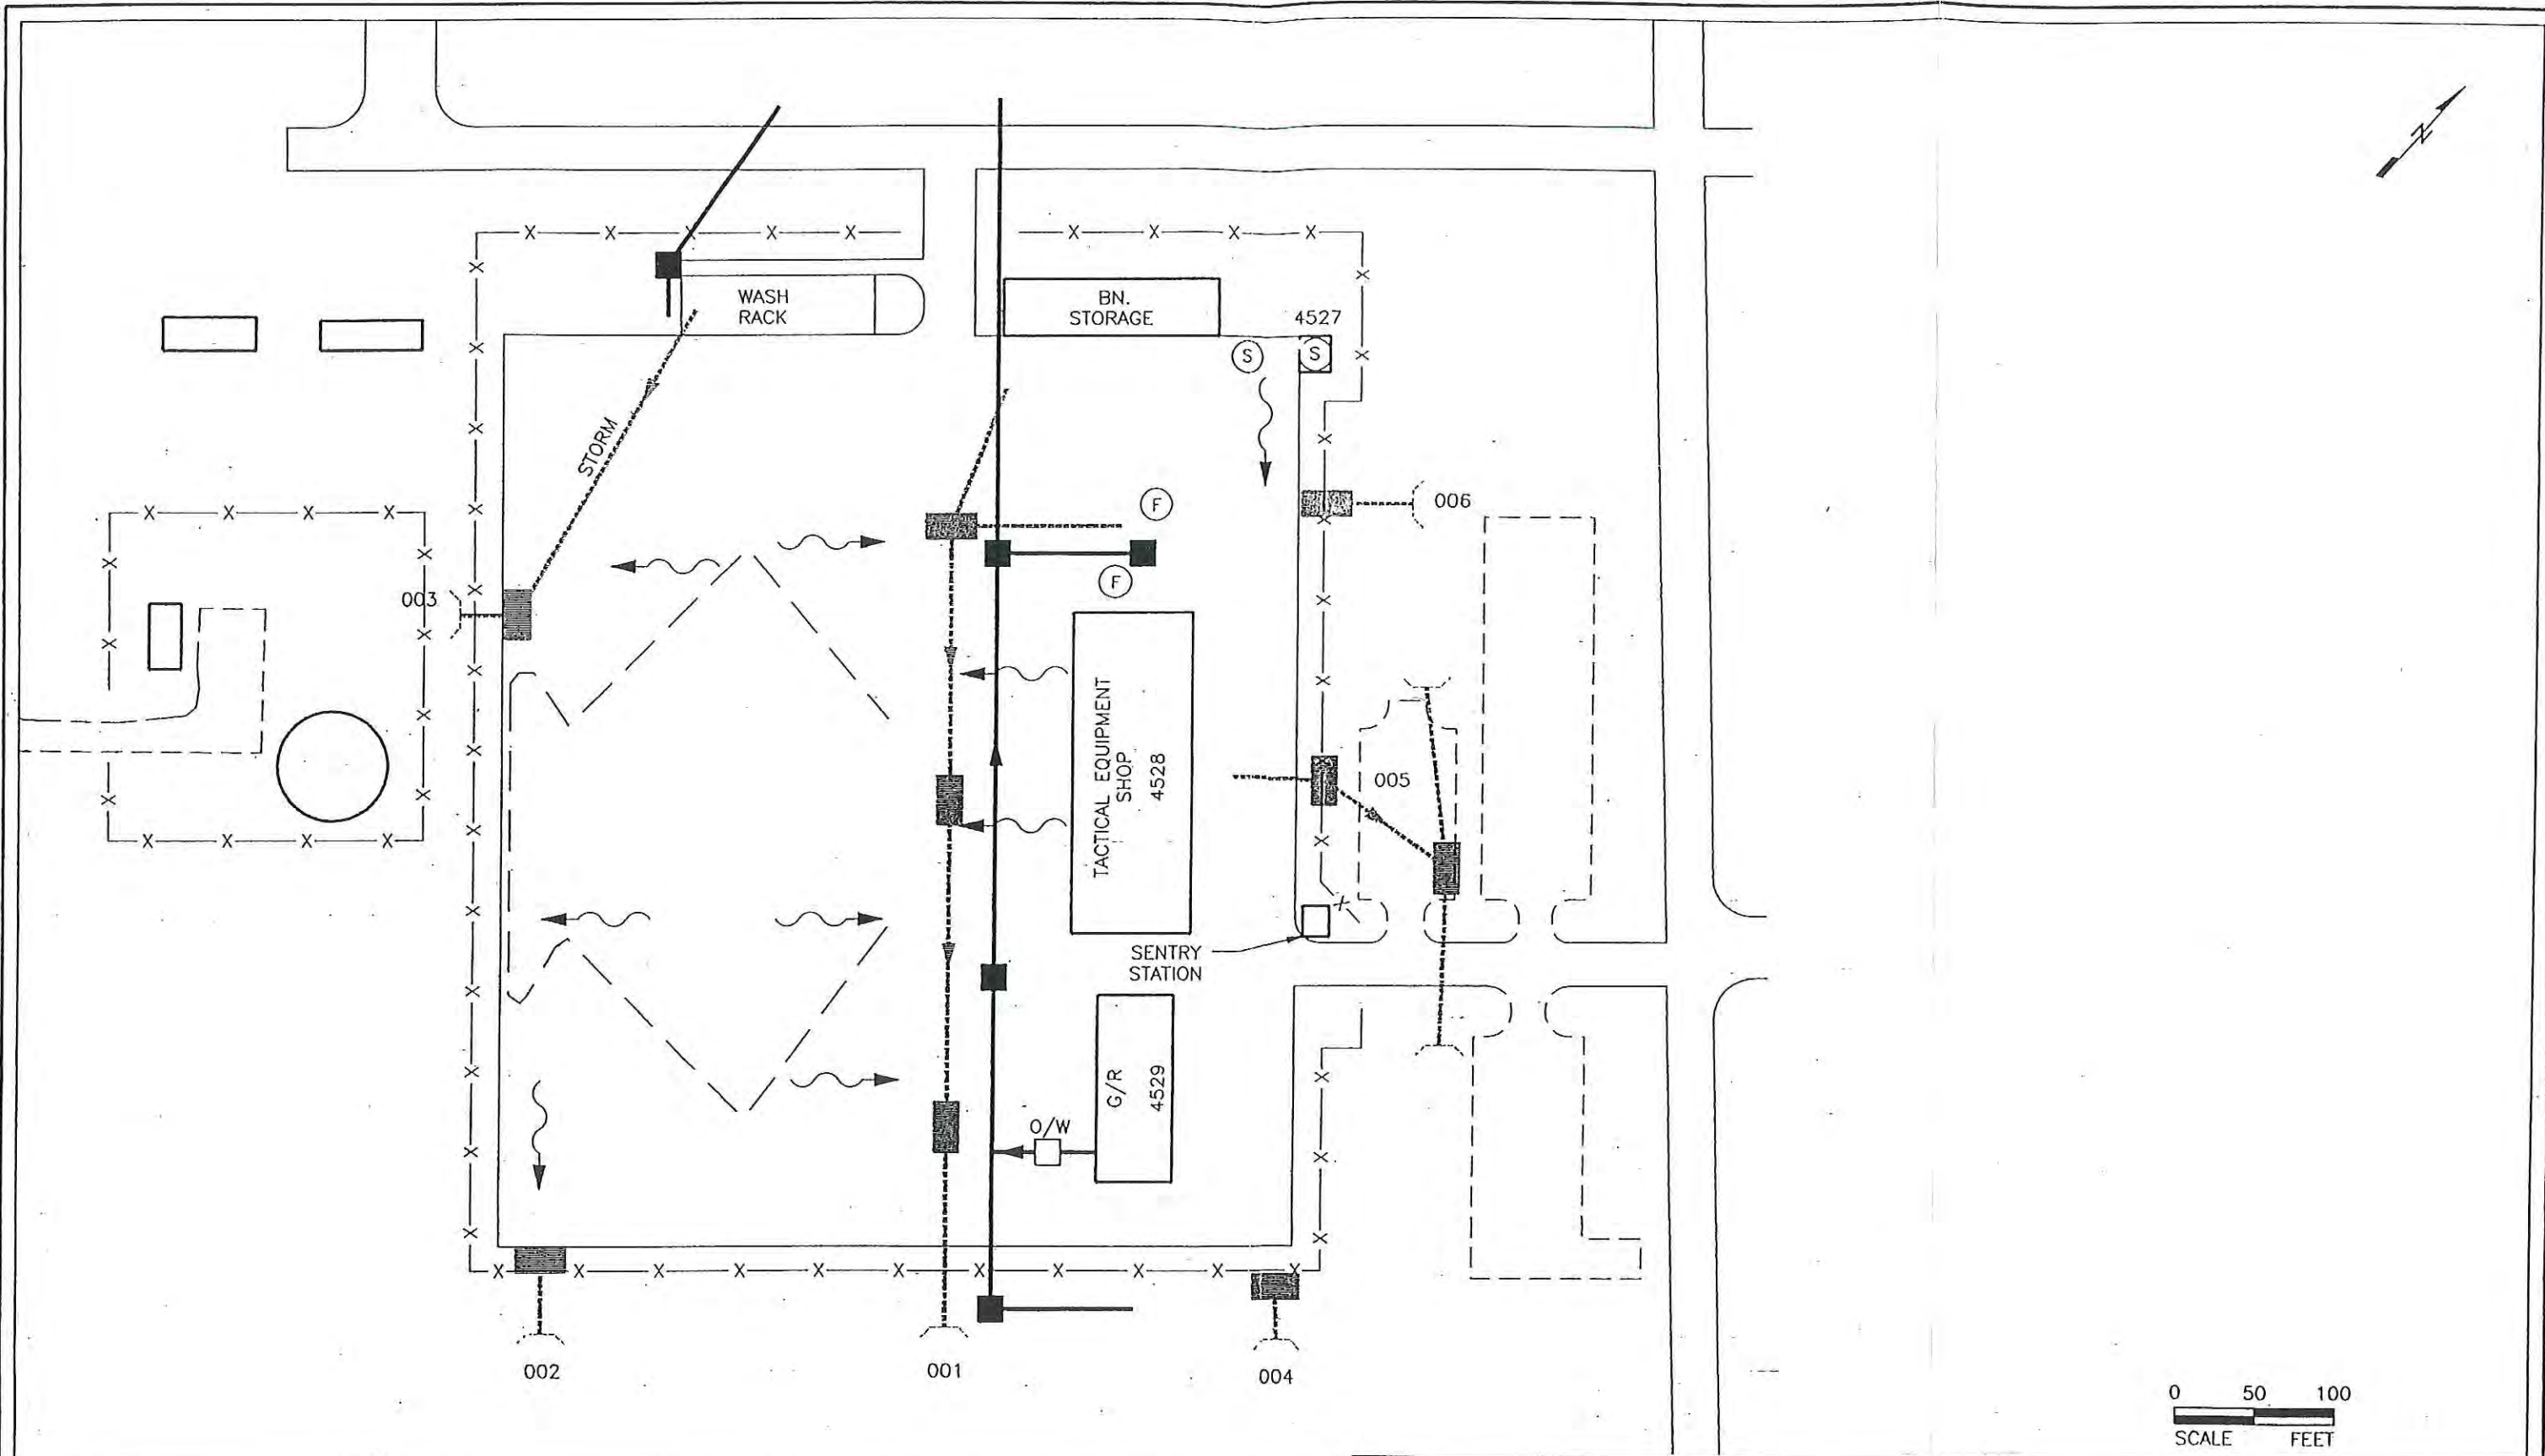 N
WASH
RACK
BN.
STORAGE
4527
S
S
STORM
F
006
F
003
TACTICAL EQUIPMENT
SHOP
4528
005
SENTRY
STATION
G/R
4529
O/W
002
001
004
0 50 100
SCALE FEET